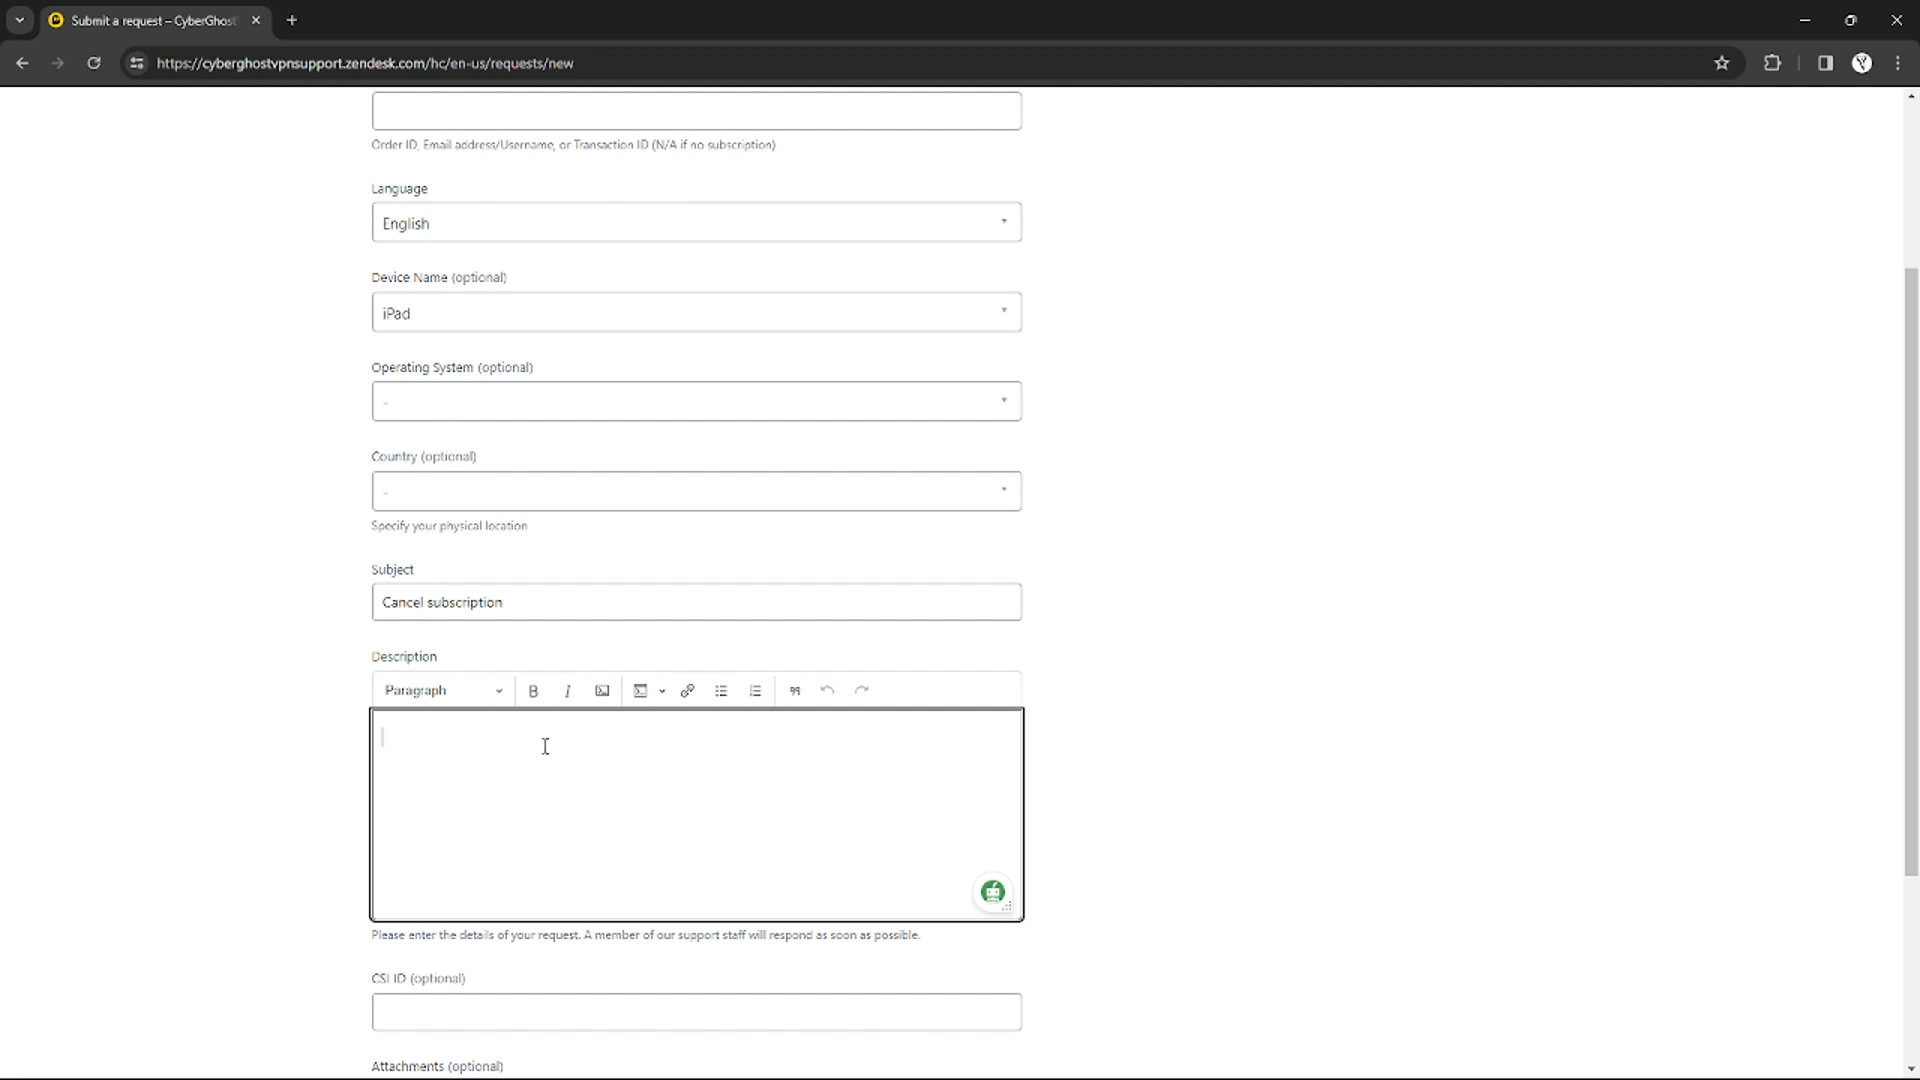 Submit a request – CyberGhost
https://cyberghostvpnsupport.zendesk.com/hc/en-us/requests/new
Order ID, Email address/Username, or Transaction ID (N/A if no subscription)
Language
English
Device Name (optional)
iPad
Operating System (optional)
-
Country (optional)
-
Specify your physical location
Subject
Cancel subscription
Description
Paragraph
Please enter the details of your request. A member of our support staff will respond as soon as possible.
CSI ID (optional)
Attachments (optional)